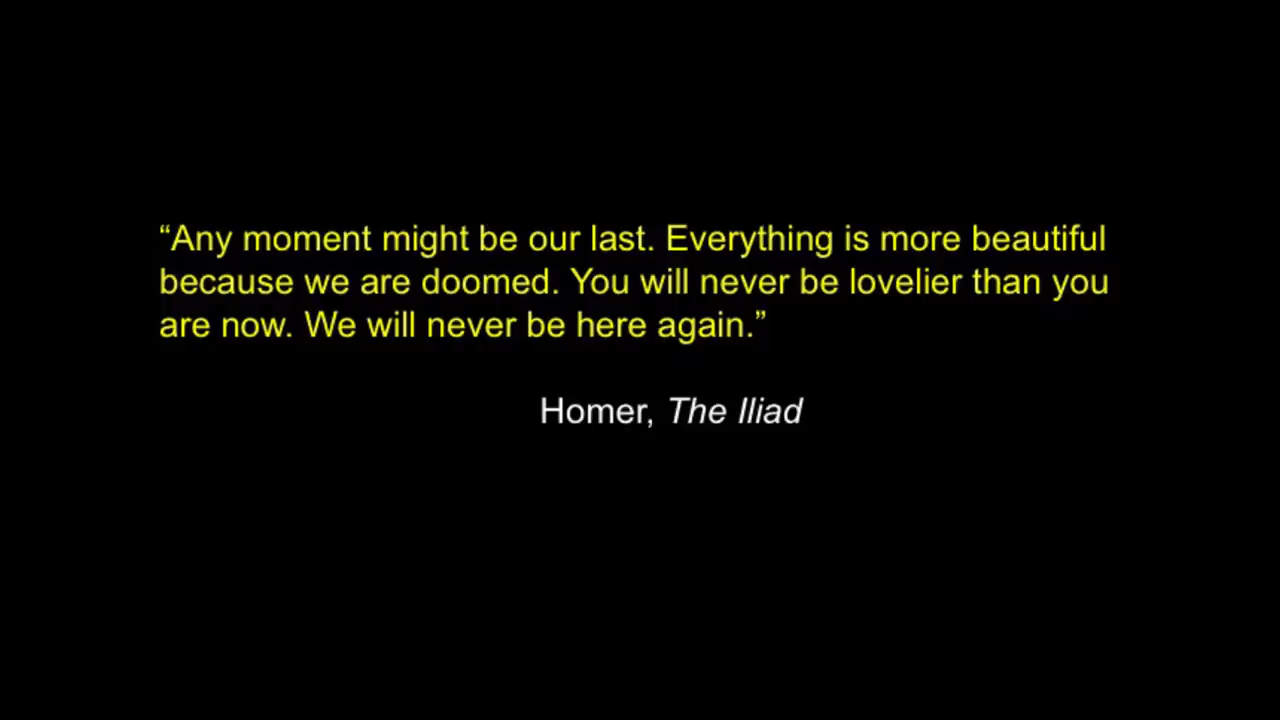 “Any moment might be our last. Everything is more beautiful
because we are doomed. You will never be lovelier than you
are now. We will never be here again.”
Homer, The Iliad